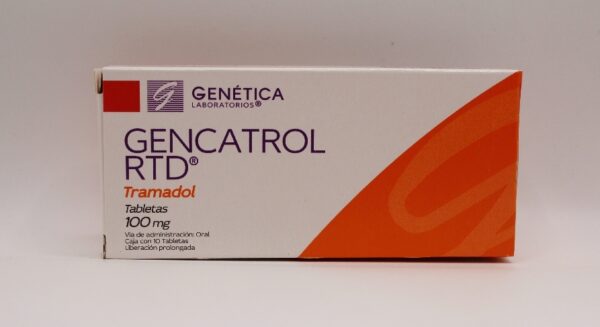 GENÉTICA
LABORATORIOS®
GENCATROL
RTD®
Tramadol
Tabletas
100 mg
Vía de administración: Oral
Caja con 10 Tabletas
Liberación prolongada